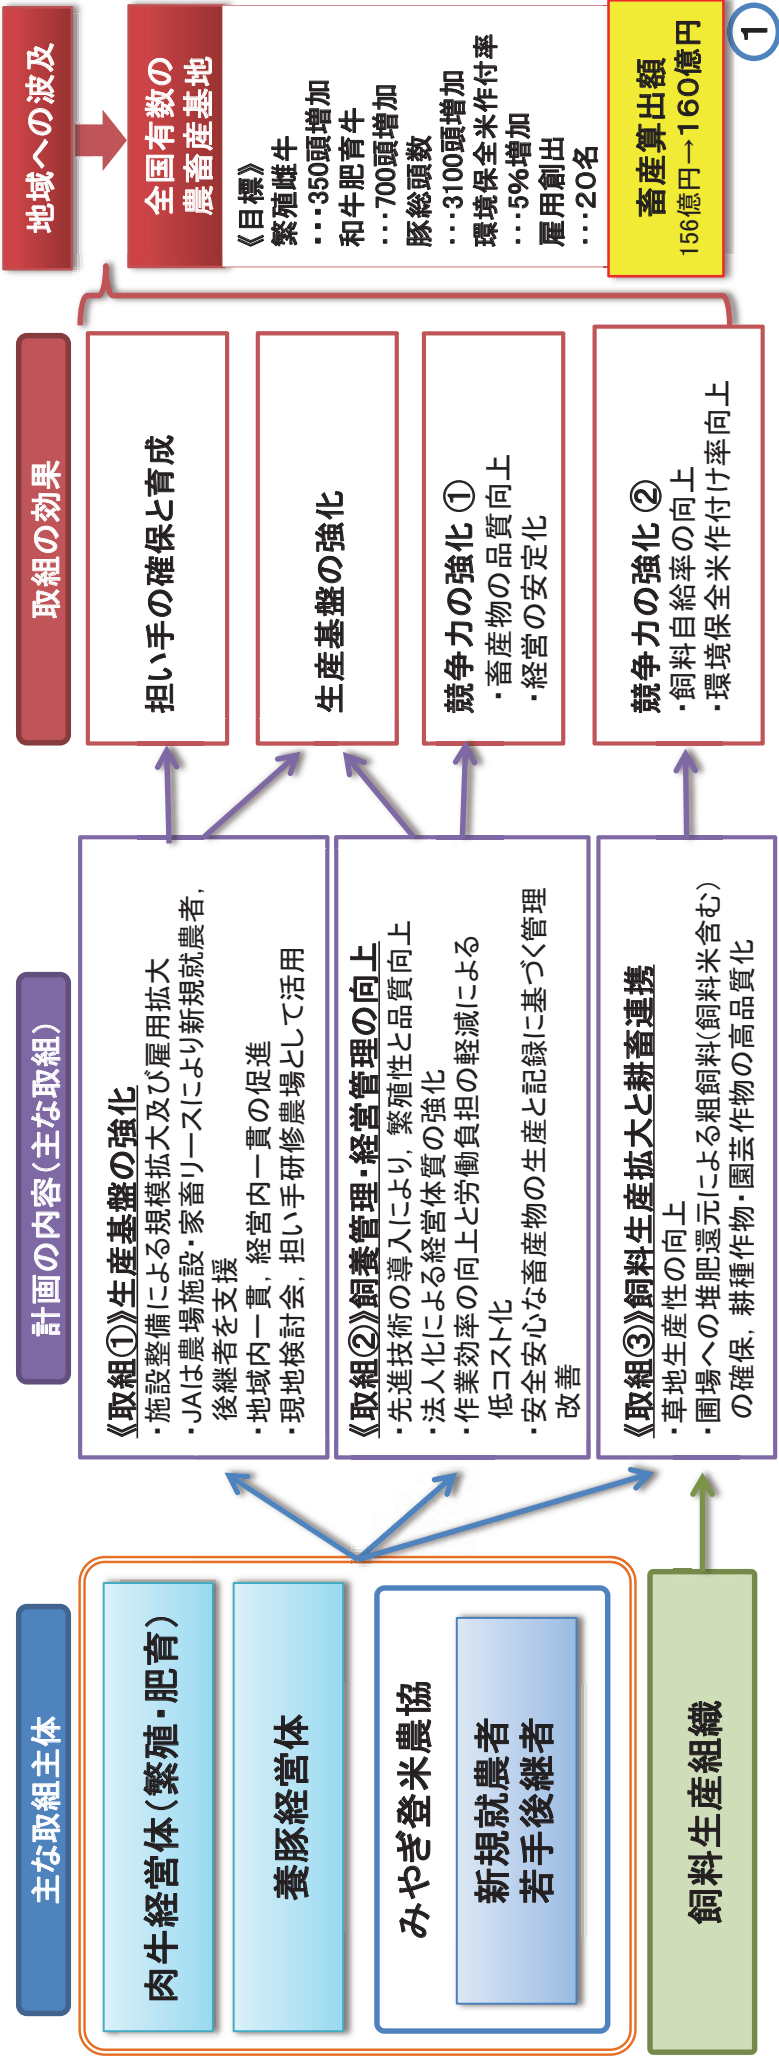 主な取組主体
肉牛経営体(繁殖・肥育)
養豚経営体
みやぎ登米農協
新規就農者
若手後継者
飼料生産組織
計画の内容(主な取組)
《取組①》生産基盤の強化
・施設整備による規模拡大及び雇用拡大
・JAは農場施設・家畜リースにより新規就農者,
後継者を支援
・地域内一貫,経営内一貫の促進
・現地検討会,担い手研修農場として活用
《取組②》飼養管理・経営管理の向上
・先進技術の導入により,繁殖性と品質向上
・法人化による経営体質の強化
・作業効率の向上と労働負担の軽減による
低コスト化
・安全安心な畜産物の生産と記録に基づく管理
改善
《取組③》飼料生産拡大と耕畜連携
・草地生産性の向上
・圃場への堆肥還元による粗飼料(飼料米含む)
の確保,耕種作物・園芸作物の高品質化
取組の効果
担い手の確保と育成
生産基盤の強化
競争力の強化 ①
・畜産物の品質向上
・経営の安定化
競争力の強化 ②
・飼料自給率の向上
・環境保全米作付け率向上
地域への波及
全国有数の
農畜産基地
《目標》
繁殖雌牛
・・・350頭増加
和牛肥育牛
・・・700頭増加
豚総頭数
・・・3100頭増加
環境保全米作付率
・・・5%増加
雇用創出
・・・20名
畜産算出額
156億円→160億円
1